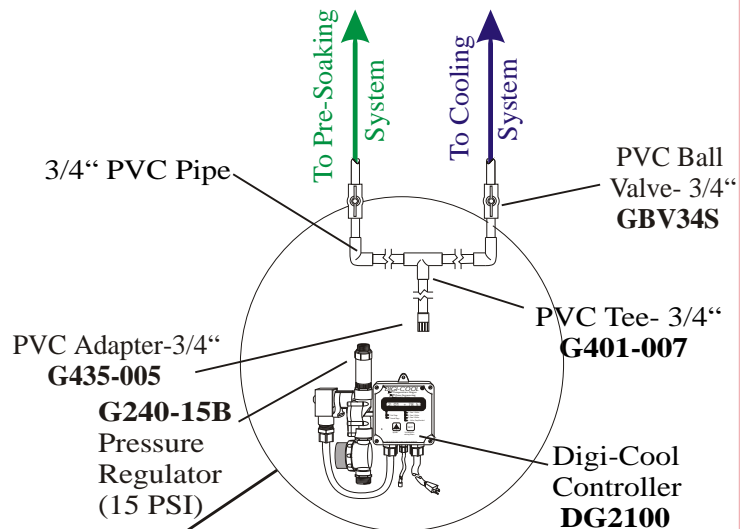 To Pre-Soaking
System
To Cooling
System
3/4“ PVC Pipe
PVC Ball
Valve- 3/4“
GBV34S
PVC Tee- 3/4“
G401-007
PVC Adapter-3/4“
G435-005
G240-15B
Pressure
Regulator
(15 PSI)
DIGI-COOL
Digi-Cool
Controller
DG2100